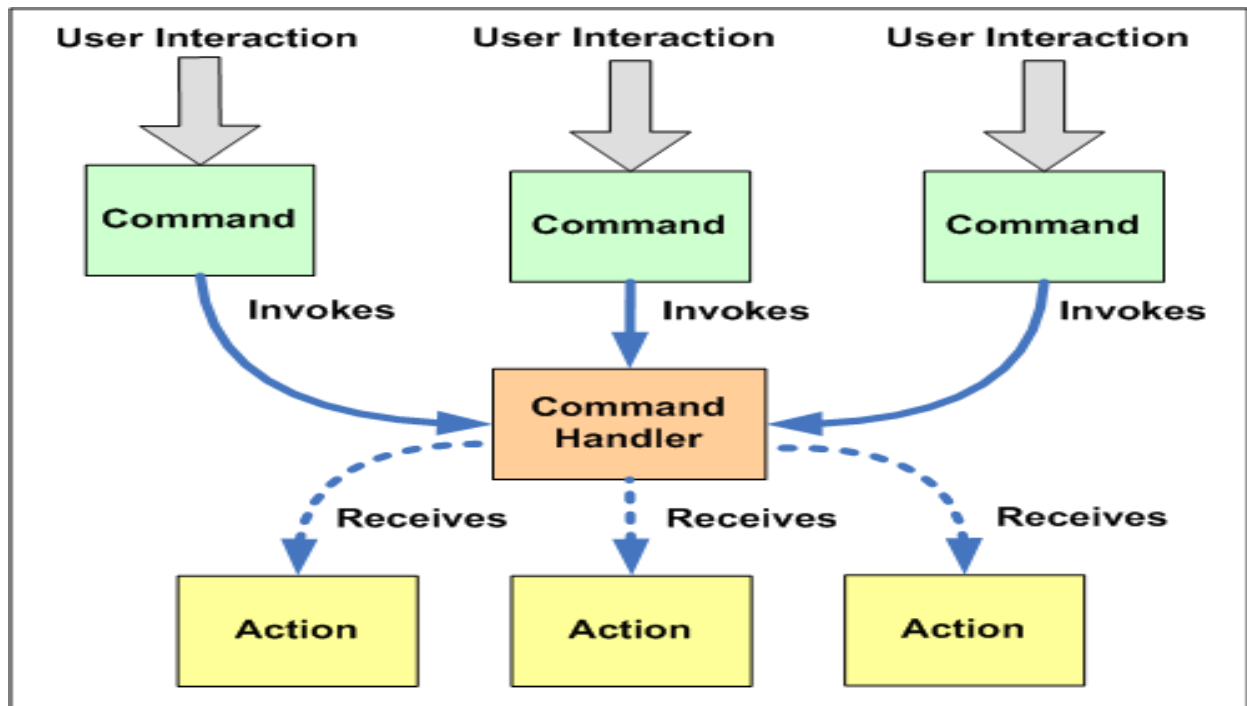 User Interaction
User Interaction
User Interaction
Command
Command
Command
Invokes
Invokes
Invokes
Command
Handler
Receives
Receives
Receives
Action
Action
Action